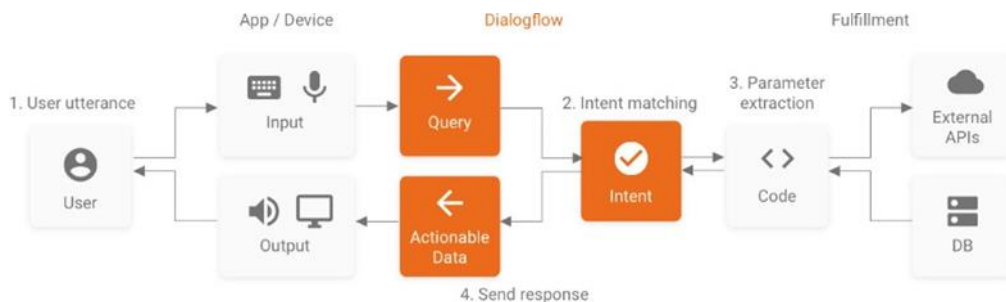 App / Device
Dialogflow
Fulfillment
1. User utterance
Input
Query
2. Intent matching
3. Parameter
extraction
External
APIs
User
Intent
Code
Output
Actionable
Data
DB
4. Send response